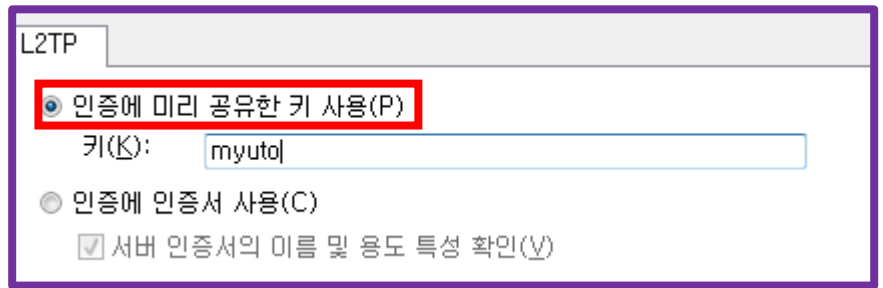 L2TP
인증에 미리 공유한 키 사용(P)
키(K): myuto
인증에 인증서 사용(C)
서버 인증서의 이름 및 용도 특성 확인(V)